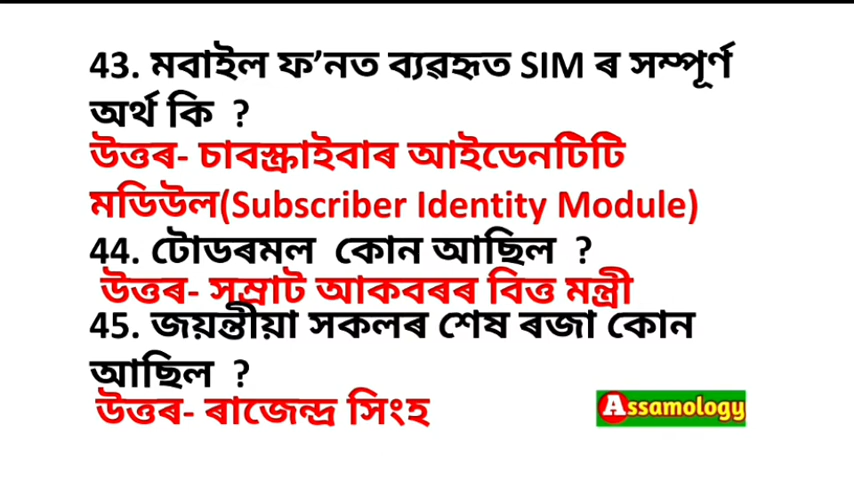 43. মবাইল ফ’নত ব্যৱহৃত SIM ৰ সম্পূৰ্ণ
অৰ্থ কি ?
উত্তৰ- চাবস্ক্ৰাইবাৰ আইডেনটিটি
মডিউল(Subscriber Identity Module)
44. টোডৰমল কোন আছিল ?
উত্তৰ- সম্ৰাট আকবৰৰ বিত্ত মন্ত্ৰী
45. জয়ন্তীয়া সকলৰ শেষ ৰজা কোন
আছিল ?
উত্তৰ- ৰাজেন্দ্ৰ সিংহ
Assamology